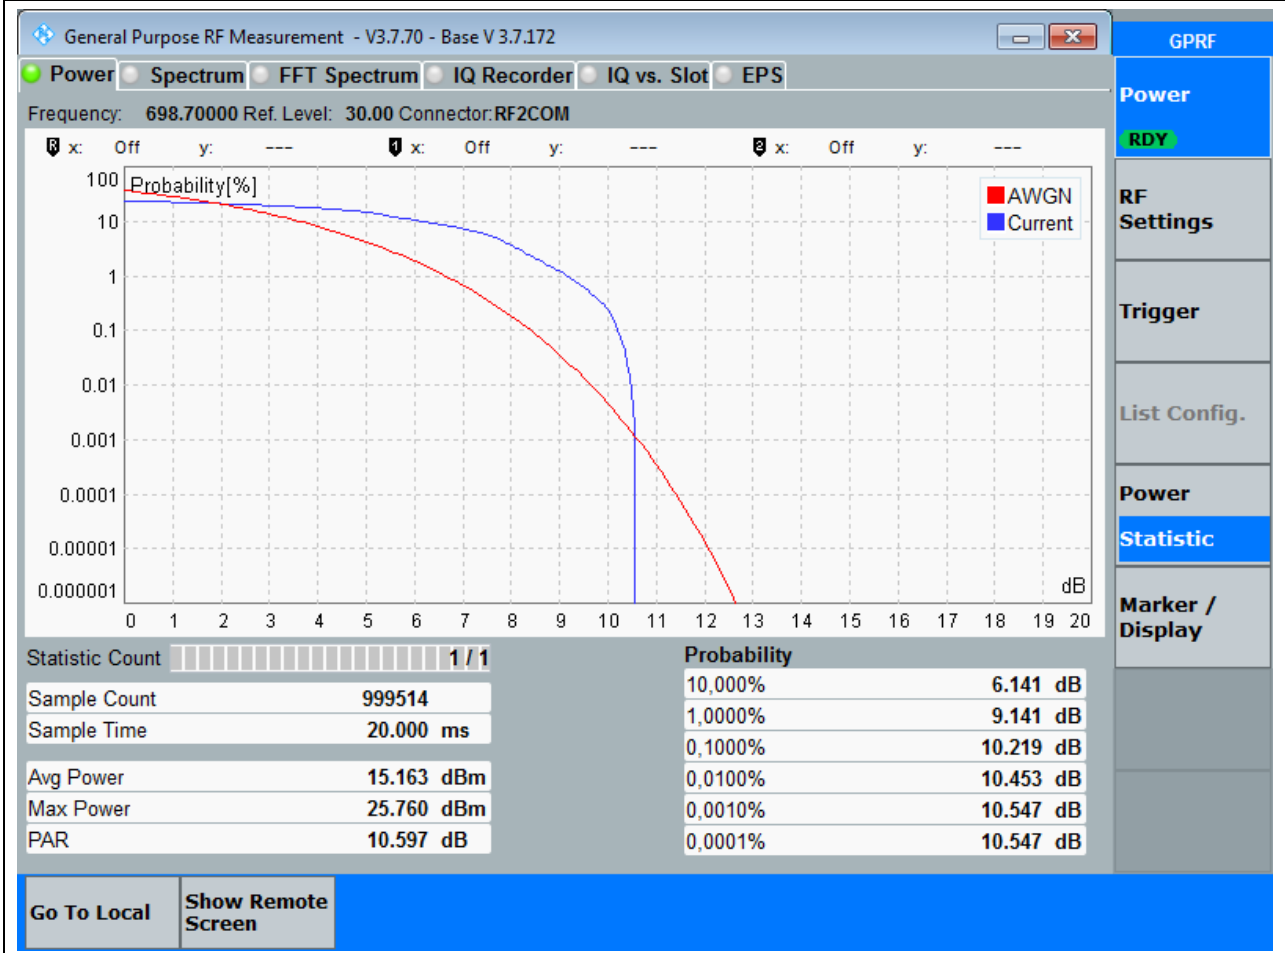 General Purpose RF Measurement - V3.7.70 - Base V 3.7.172
GPRF
Power Spectrum FFT Spectrum IQ Recorder IQ vs. Slot EPS
Frequency: 698.70000 Ref. Level: 30.00 Connector: RF2COM
Power
RDY
R x: Off y: --- 1 x: Off y: --- 2 x: Off y: ---
100 Probability[%]
AWGN
Current
10
1
0.1
0.01
0.001
0.0001
0.00001
0.000001
dB
0 1 2 3 4 5 6 7 8 9 10 11 12 13 14 15 16 17 18 19 20
RF
Settings
Trigger
List Config.
Power
Statistic
Marker /
Display
Statistic Count 1 / 1
Sample Count 999514
Sample Time 20.000 ms
Avg Power 15.163 dBm
Max Power 25.760 dBm
PAR 10.597 dB
Probability
10,000% 6.141 dB
1,0000% 9.141 dB
0,1000% 10.219 dB
0,0100% 10.453 dB
0,0010% 10.547 dB
0,0001% 10.547 dB
Go To Local
Show Remote
Screen